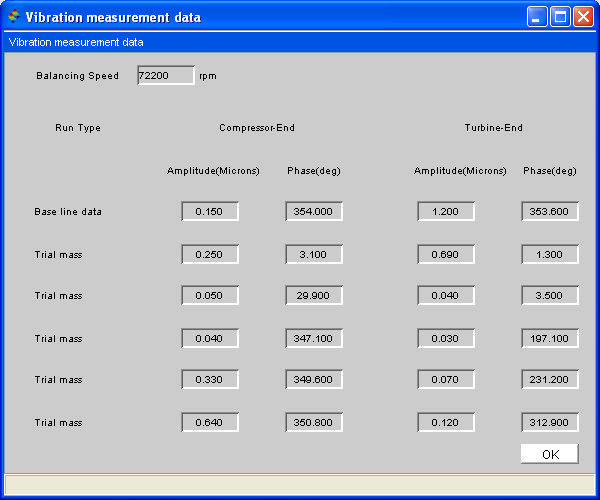 Vibration measurement data
Vibration measurement data
Balancing Speed 72200 rpm
Run Type Compressor-End Turbine-End
Amplitude(Microns) Phase(deg) Amplitude(Microns) Phase(deg)
Base line data 0.150 354.000 1.200 353.600
Trial mass 0.250 3.100 0.690 1.300
Trial mass 0.050 29.900 0.040 3.500
Trial mass 0.040 347.100 0.030 197.100
Trial mass 0.330 349.600 0.070 231.200
Trial mass 0.640 350.800 0.120 312.900
OK